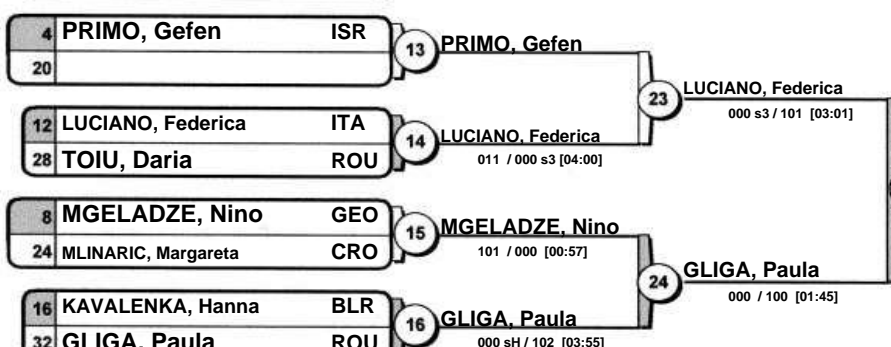 4 PRIMO, Gefen ISR
20
13 PRIMO, Gefen
12 LUCIANO, Federica ITA
28 TOIU, Daria ROU
14 LUCIANO, Federica
011 / 000 s3 [04:00]
23 LUCIANO, Federica
000 s3 / 101 [03:01]
8 MGELADZE, Nino GEO
24 MLINARIC, Margareta CRO
15 MGELADZE, Nino
101 / 000 [00:57]
16 KAVALENKA, Hanna BLR
32 GLIGA, Paula ROU
16 GLIGA, Paula
000 sH / 102 [03:55]
24 GLIGA, Paula
000 / 100 [01:45]